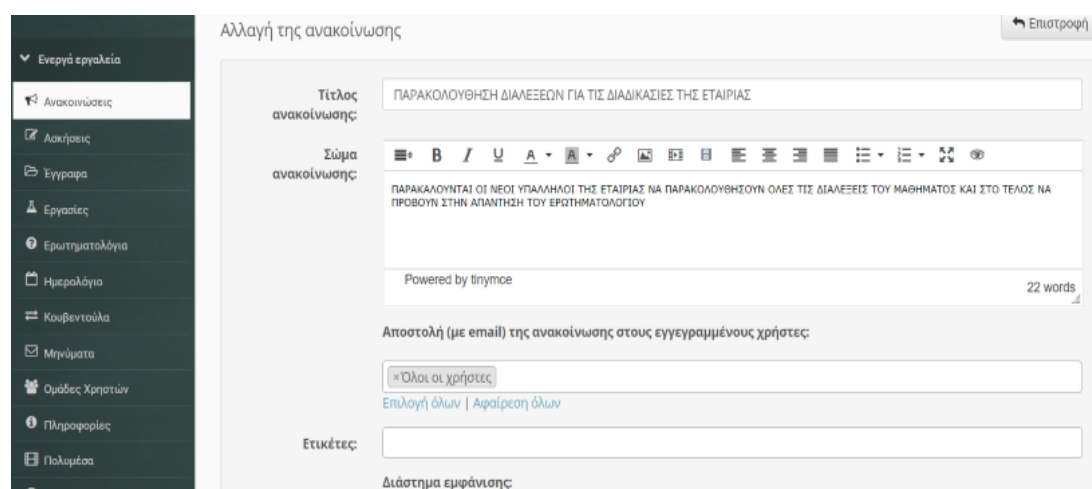 Αλλαγή της ανακοίνωσης
Επιστροφή
Ενεργά εργαλεία
Ανακοινώσεις
Ασκήσεις
Έγγραφα
Εργασίες
Ερωτηματολόγια
Ημερολόγιο
Κουβεντούλα
Μηνύματα
Ομάδες Χρηστών
Πληροφορίες
Πολυμέσα
Τίτλος
ανακοίνωσης:
ΠΑΡΑΚΟΛΟΥΘΗΣΗ ΔΙΑΛΕΞΕΩΝ ΓΙΑ ΤΙΣ ΔΙΑΔΙΚΑΣΙΕΣ ΤΗΣ ΕΤΑΙΡΙΑΣ
Σώμα
ανακοίνωσης:
ΠΑΡΑΚΑΛΟΥΝΤΑΙ ΟΙ ΝΕΟΙ ΥΠΑΛΛΗΛΟΙ ΤΗΣ ΕΤΑΙΡΙΑΣ ΝΑ ΠΑΡΑΚΟΛΟΥΘΗΣΟΥΝ ΟΛΕΣ ΤΙΣ ΔΙΑΛΕΞΕΙΣ ΤΟΥ ΜΑΘΗΜΑΤΟΣ ΚΑΙ ΣΤΟ ΤΕΛΟΣ ΝΑ
ΠΡΟΒΟΥΝ ΣΤΗΝ ΑΠΑΝΤΗΣΗ ΤΟΥ ΕΡΩΤΗΜΑΤΟΛΟΓΙΟΥ
Powered by tinymce
22 words
Αποστολή (με email) της ανακοίνωσης στους εγγεγραμμένους χρήστες:
×Όλοι οι χρήστες
Επιλογή όλων | Αφαίρεση όλων
Ετικέτες:
Διάστημα εμφάνισης: